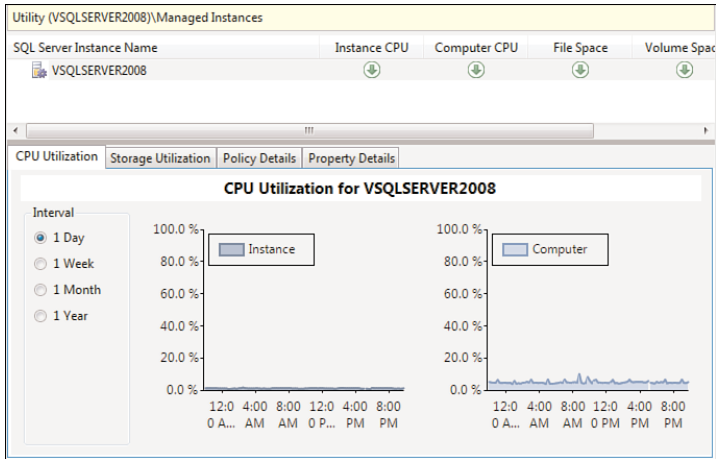 Utility (VSQLSERVER2008)\Managed Instances
SQL Server Instance Name Instance CPU Computer CPU File Space Volume Spac
VSQLSERVER2008
CPU Utilization Storage Utilization Policy Details Property Details
CPU Utilization for VSQLSERVER2008
Interval
1 Day
1 Week
1 Month
1 Year
100.0 %
80.0 %
60.0 %
40.0 %
20.0 %
0.0 %
Instance
12:0 4:00 8:00 12:0 4:00 8:00
0 A... AM AM 0 P... PM PM
100.0 %
80.0 %
60.0 %
40.0 %
20.0 %
0.0 %
Computer
12:0 4:00 8:00 12:0 4:00 8:00
0 A... AM AM 0 PM PM PM